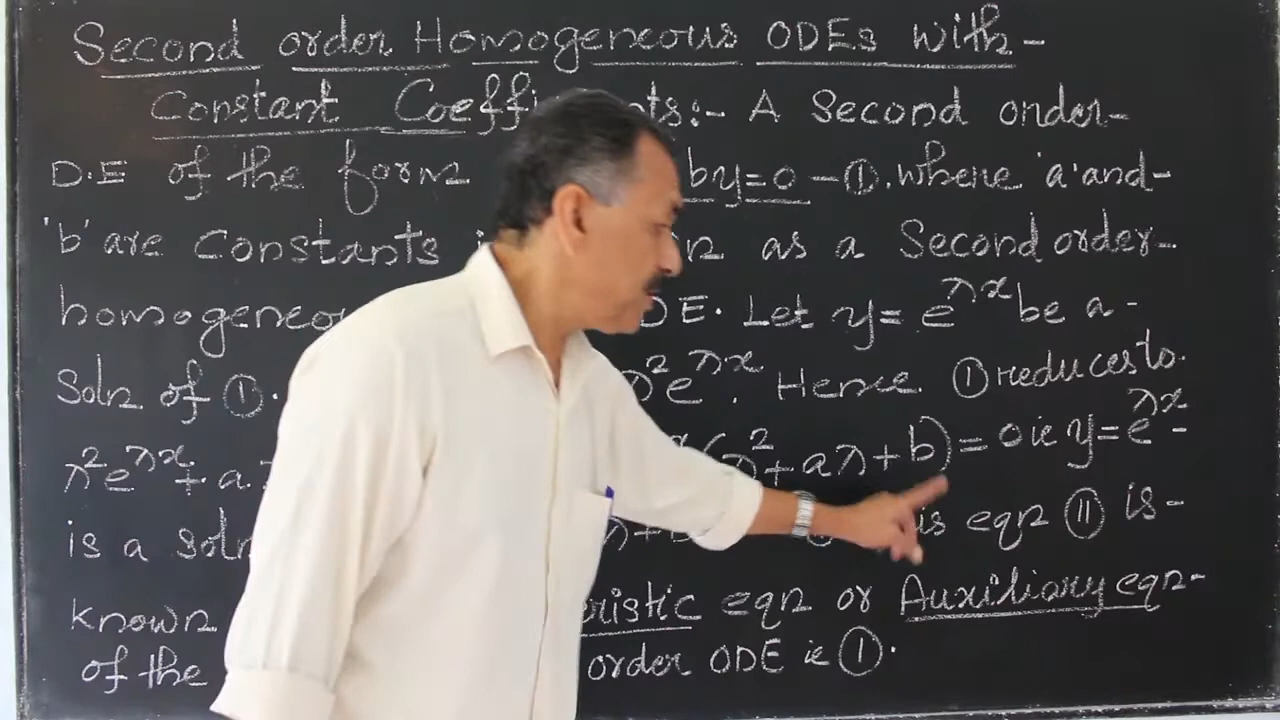 Second order Homogeneous ODEs with-
Constant Coeffi ts:- A Second order-
D.E of the form by=0 - ①. where 'a' and-
'b' are Constants as a Second order-
homogeneou DE. Let y = e^λx be a -
Soln of ①. λ²e^λx. Hence ① reduces to.
λ²e^λx + a (λ²+aλ+b) = 0 ie y = e^λx -
is a soln is eqn ⑪ is-
known eristic eqn or Auxiliary eqn-
of the order ODE ie ①.